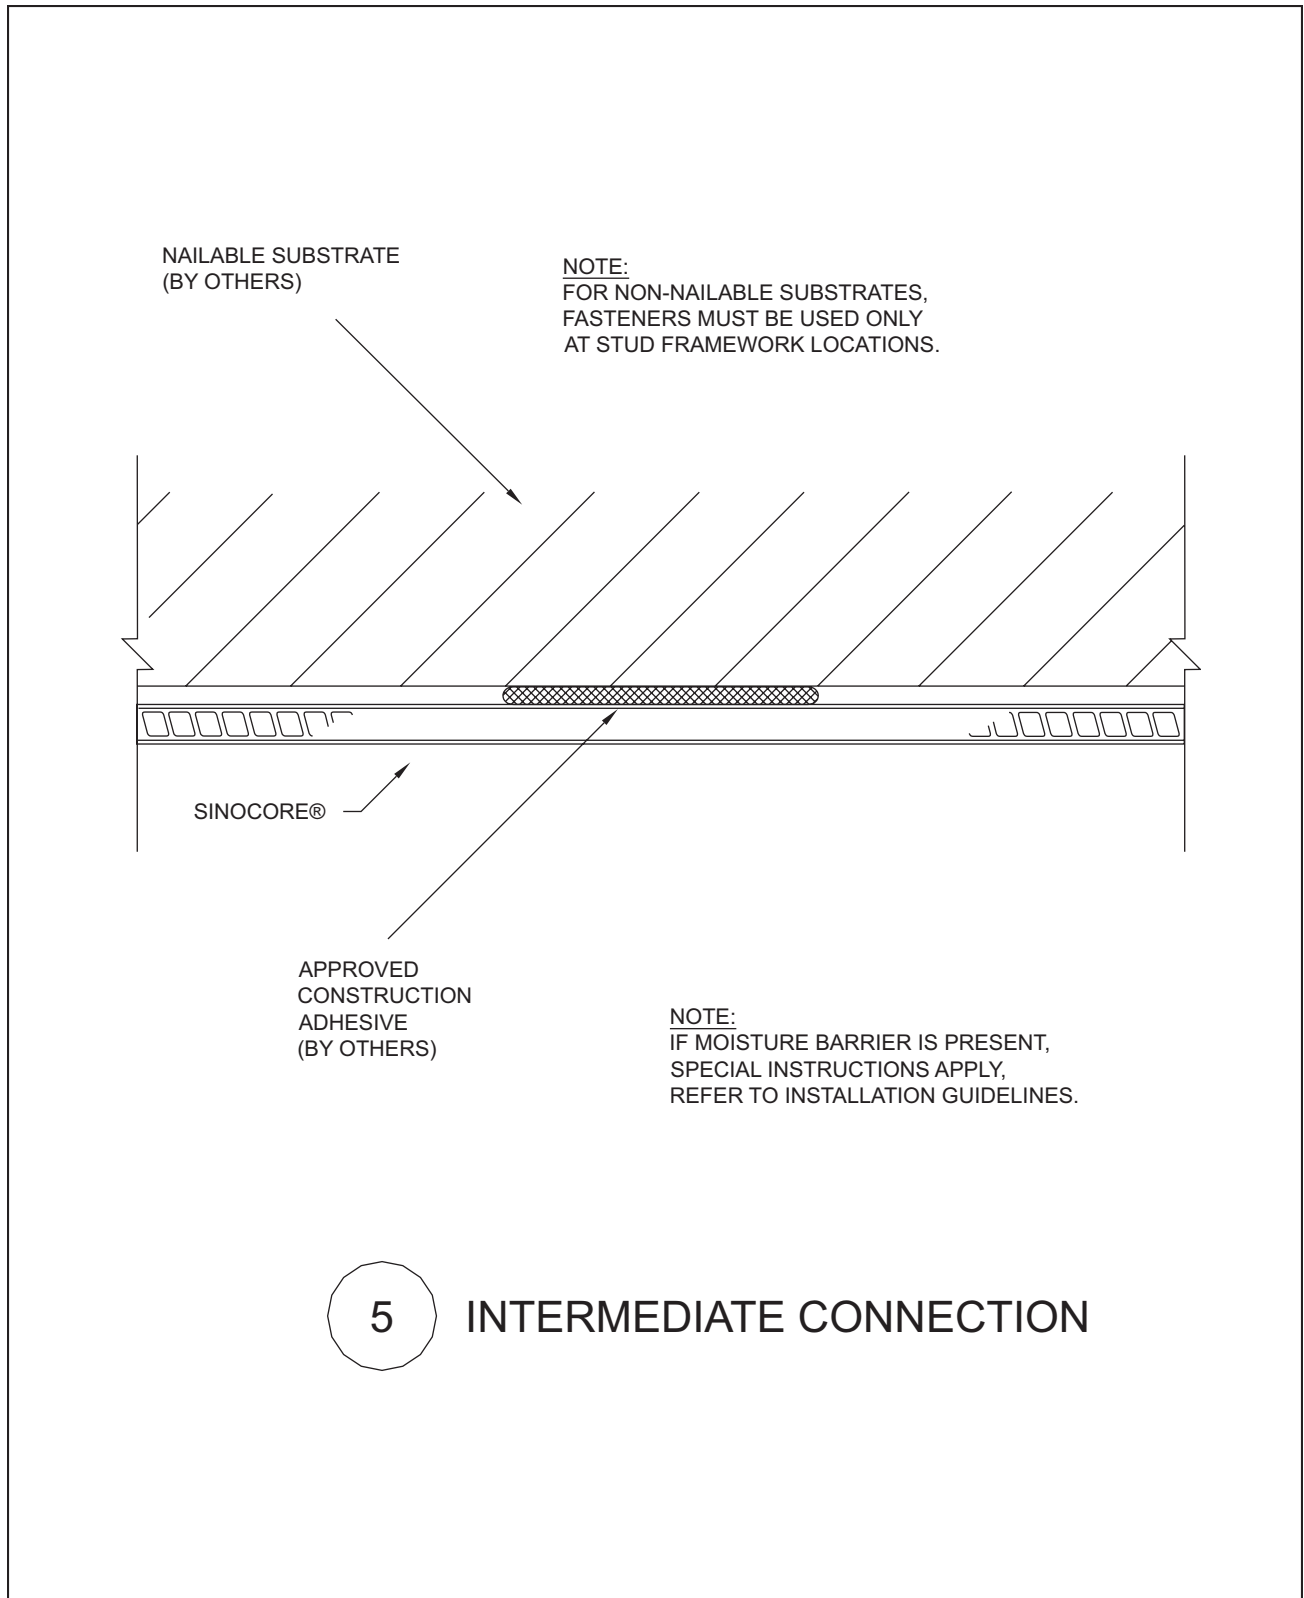 NAILABLE SUBSTRATE
(BY OTHERS)
NOTE:
FOR NON-NAILABLE SUBSTRATES,
FASTENERS MUST BE USED ONLY
AT STUD FRAMEWORK LOCATIONS.
SINOCORE®
APPROVED
CONSTRUCTION
ADHESIVE
(BY OTHERS)
NOTE:
IF MOISTURE BARRIER IS PRESENT,
SPECIAL INSTRUCTIONS APPLY,
REFER TO INSTALLATION GUIDELINES.
5 INTERMEDIATE CONNECTION